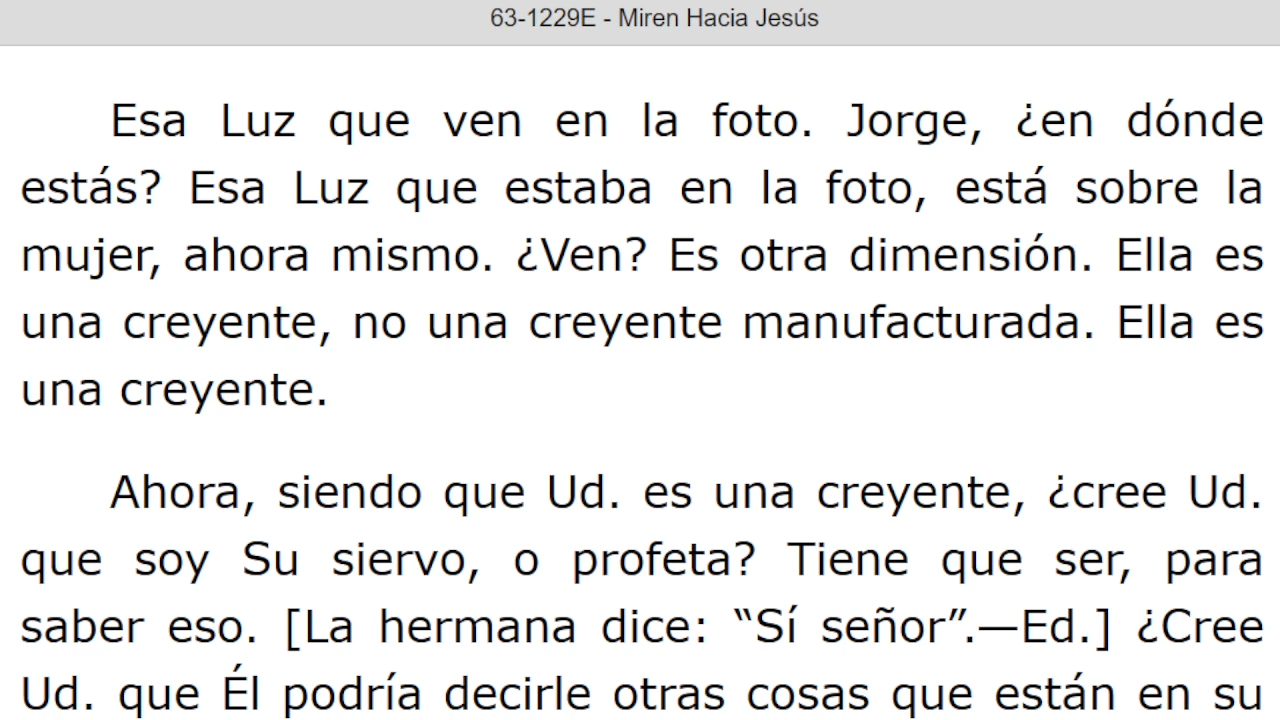 63-1229E - Miren Hacia Jesús
Esa Luz que ven en la foto. Jorge, ¿en dónde
estás? Esa Luz que estaba en la foto, está sobre la
mujer, ahora mismo. ¿Ven? Es otra dimensión. Ella es
una creyente, no una creyente manufacturada. Ella es
una creyente.
Ahora, siendo que Ud. es una creyente, ¿cree Ud.
que soy Su siervo, o profeta? Tiene que ser, para
saber eso. [La hermana dice: “Sí señor”.—Ed.] ¿Cree
Ud. que Él podría decirle otras cosas que están en su